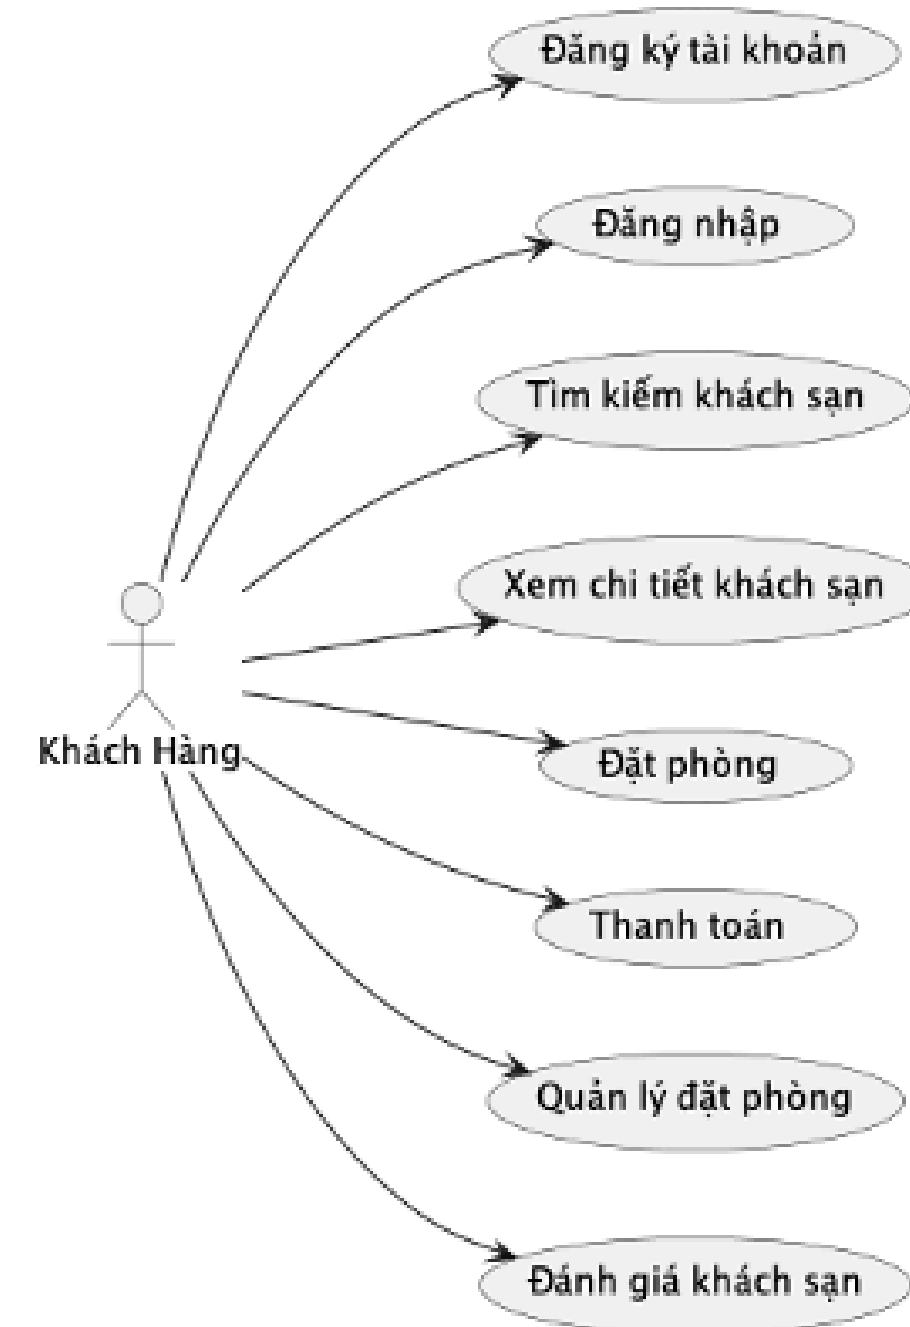 Đăng ký tài khoản
Đăng nhập
Tìm kiếm khách sạn
Xem chi tiết khách sạn
Khách Hàng
Đặt phòng
Thanh toán
Quản lý đặt phòng
Đánh giá khách sạn